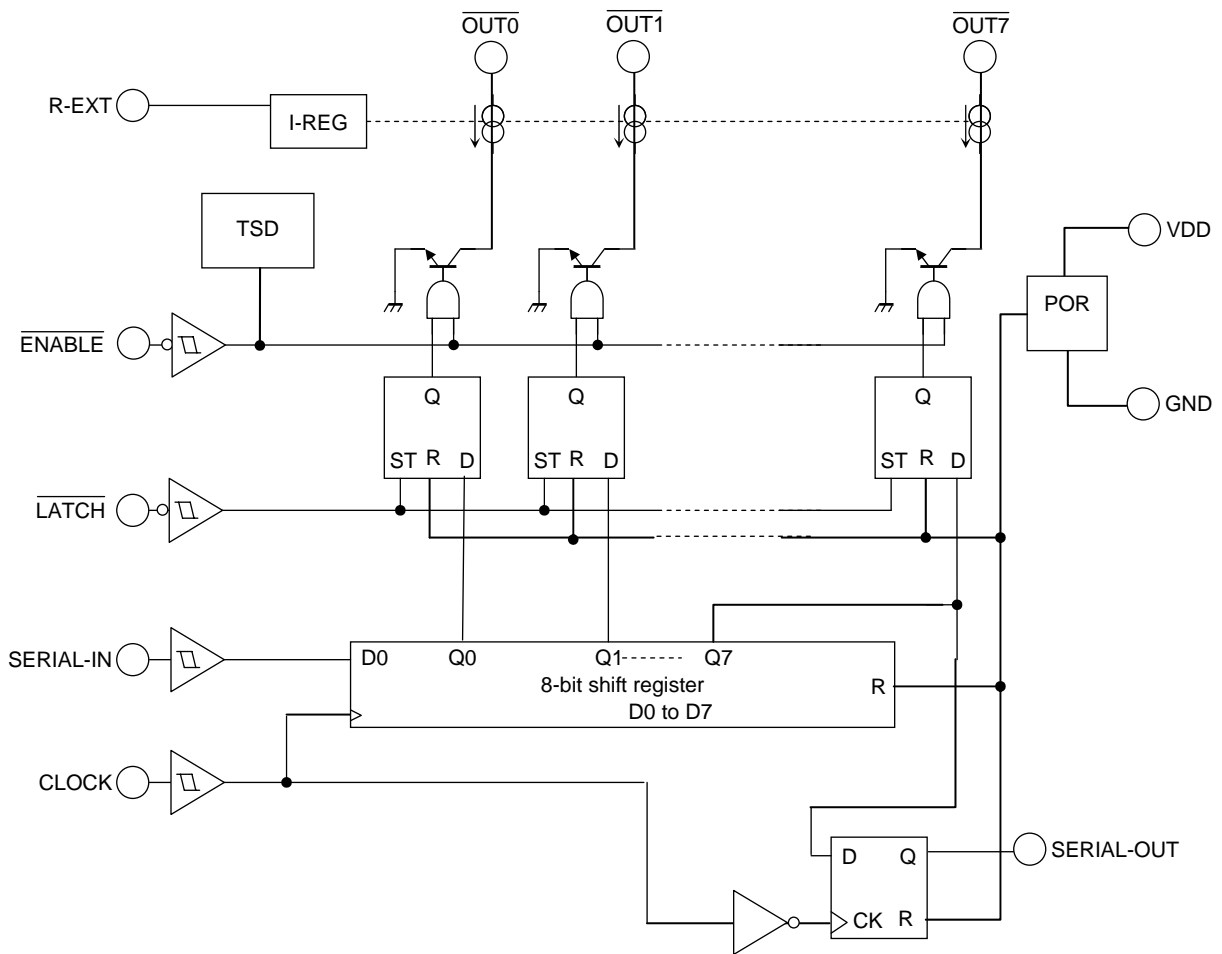 OUT0
OUT1
OUT7
R-EXT
I-REG
TSD
VDD
POR
ENABLE
GND
Q
Q
Q
ST R D
ST R D
ST R D
LATCH
SERIAL-IN
D0 Q0 Q1 Q7
8-bit shift register
R
D0 to D7
CLOCK
D Q
SERIAL-OUT
CK R